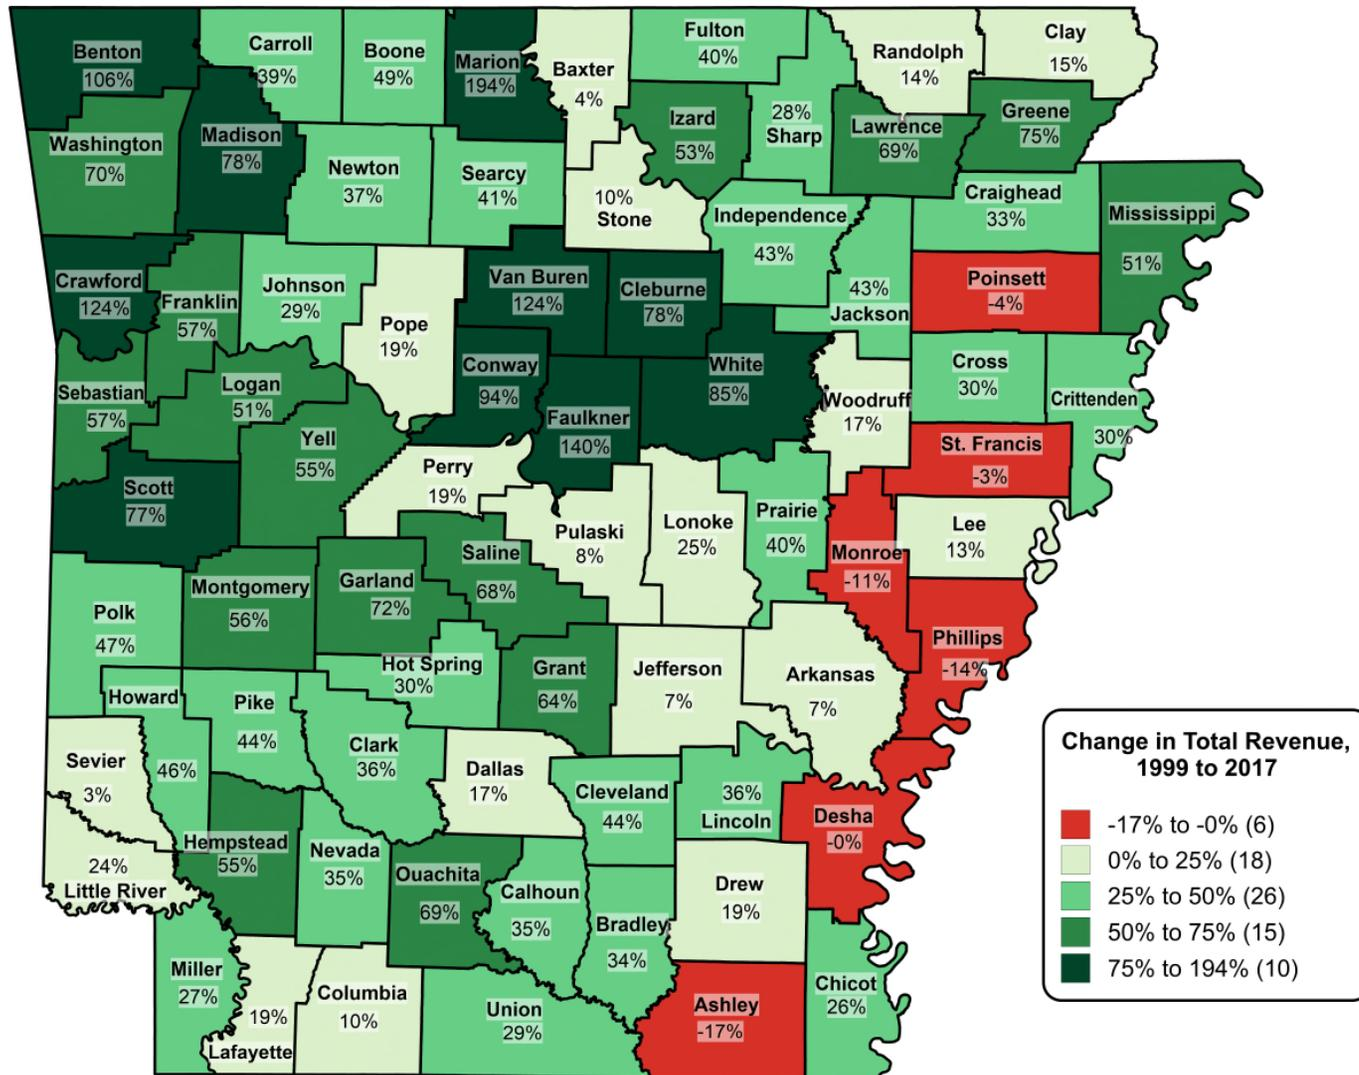 Benton
106%
Carroll
39%
Boone
49%
Marion
194%
Baxter
4%
Fulton
40%
Randolph
14%
Clay
15%
Washington
70%
Madison
78%
Newton
37%
Searcy
41%
10%
Stone
Izard
53%
28%
Sharp
Lawrence
69%
Greene
75%
Craighead
33%
Mississippi
51%
Independence
43%
43%
Jackson
Poinsett
-4%
Crawford
124%
Franklin
57%
Johnson
29%
Pope
19%
Van Buren
124%
Cleburne
78%
Conway
94%
Faulkner
140%
White
85%
Woodruff
17%
Cross
30%
Crittenden
30%
Sebastian
57%
Logan
51%
Yell
55%
Scott
77%
Perry
19%
Pulaski
8%
Lonoke
25%
Prairie
40%
St. Francis
-3%
Monroe
-11%
Lee
13%
Phillips
-14%
Polk
47%
Montgomery
56%
Garland
72%
Saline
68%
Hot Spring
30%
Grant
64%
Jefferson
7%
Arkansas
7%
Howard
46%
Pike
44%
Clark
36%
Dallas
17%
Cleveland
44%
36%
Lincoln
Desha
-0%
Sevier
3%
24%
Little River
Hempstead
55%
Nevada
35%
Ouachita
69%
Calhoun
35%
Bradley
34%
Drew
19%
Miller
27%
19%
Lafayette
Columbia
10%
Union
29%
Ashley
-17%
Chicot
26%
Change in Total Revenue,
1999 to 2017
-17% to -0% (6)
0% to 25% (18)
25% to 50% (26)
50% to 75% (15)
75% to 194% (10)